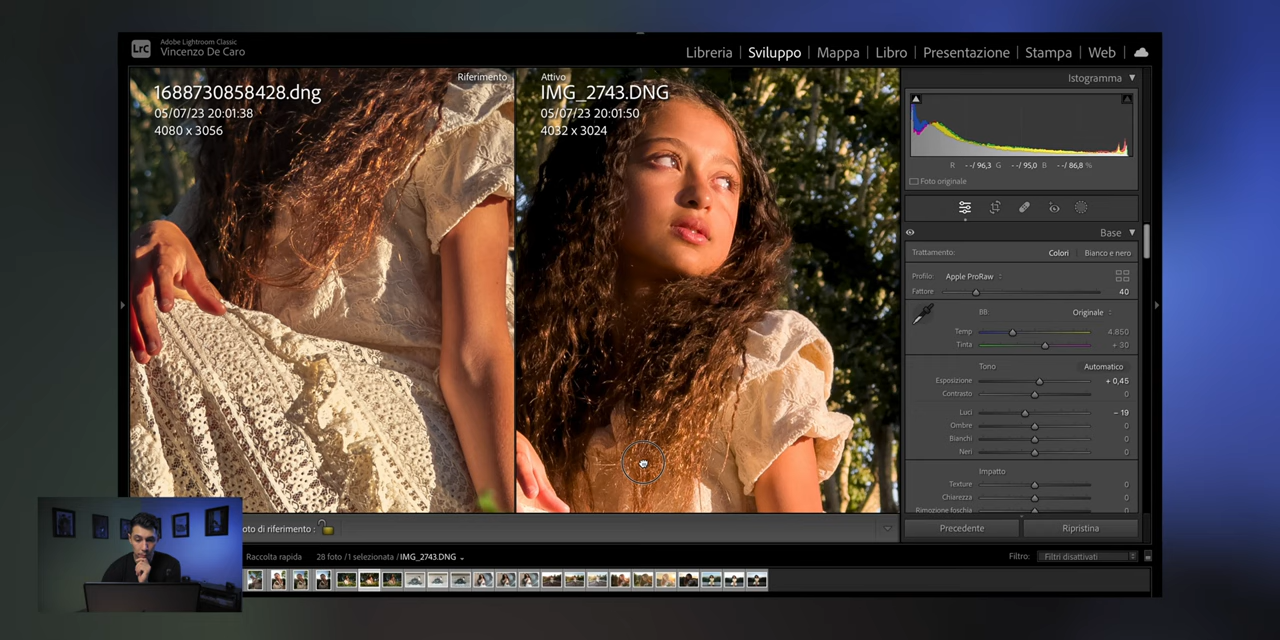 LrC
Adobe Lightroom Classic
Vincenzo De Caro
Libreria | Sviluppo | Mappa | Libro | Presentazione | Stampa | Web
Riferimento
1688730858428.dng
05/07/23 20:01:38
4080 x 3056
Attivo
IMG_2743.DNG
05/07/23 20:01:50
4032 x 3024
Istogramma
R --/ 96,3 G --/ 95,0 B --/ 86,8 %
Foto originale
Base
Trattamento: Colori Bianco e nero
Profilo: Apple ProRaw
Fattore 40
BB: Originale
Temp 4.850
Tinta + 30
Tono Automatico
Esposizione + 0,45
Contrasto 0
Luci – 19
Ombre 0
Bianchi 0
Neri 0
Impatto
Texture 0
Chiarezza 0
Rimozione foschia
Precedente Ripristina
oto di riferimento :
Raccolta rapida 28 foto /1 selezionata /IMG_2743.DNG
Filtro: Filtri disattivati